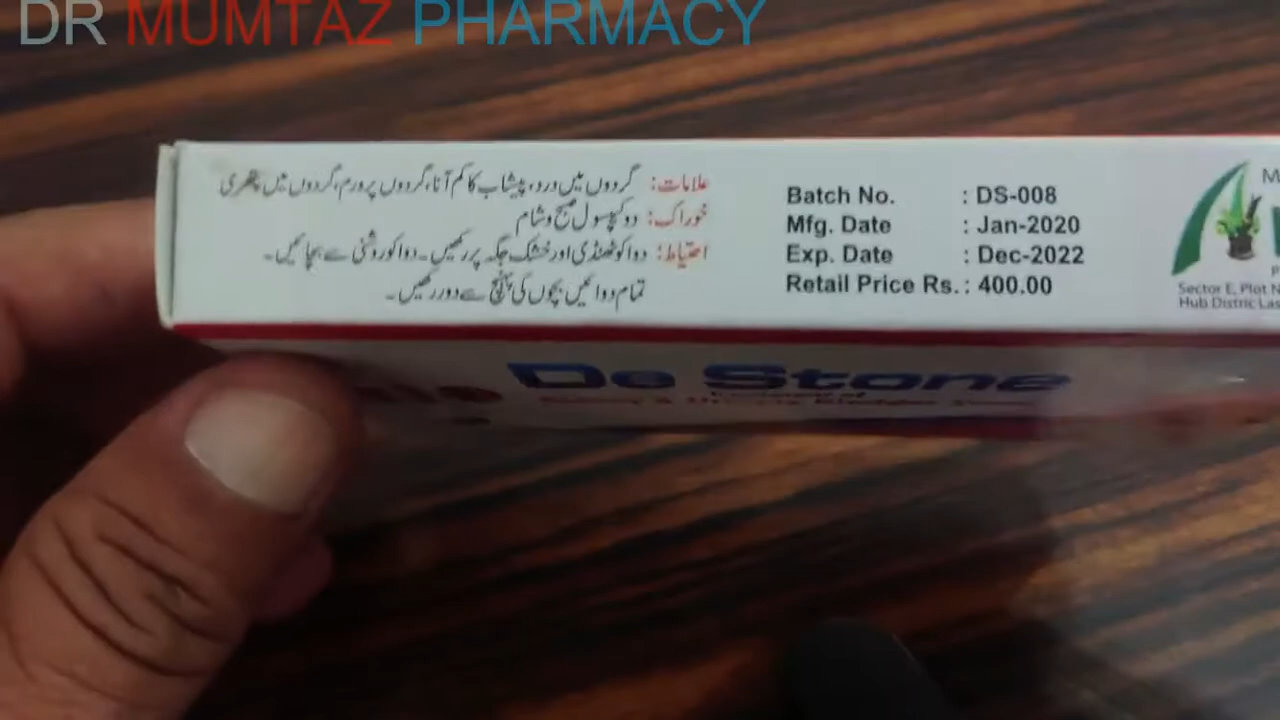 DR MUMTAZ PHARMACY
علامات: گردوں میں درد، پیشاب کا کم آنا، گردوں پر ورم، گردوں میں پتھری
خوراک: دو کیپسول صبح و شام
احتیاط: دوا کو ٹھنڈی اور خشک جگہ پر رکھیں۔ دوا کو روشنی سے بچائیں۔
تمام دوائیں بچوں کی پہنچ سے دور رکھیں۔
Batch No. : DS-008
Mfg. Date : Jan-2020
Exp. Date : Dec-2022
Retail Price Rs.: 400.00
Sector E, Plot N
Hub Distric Las
De Stone